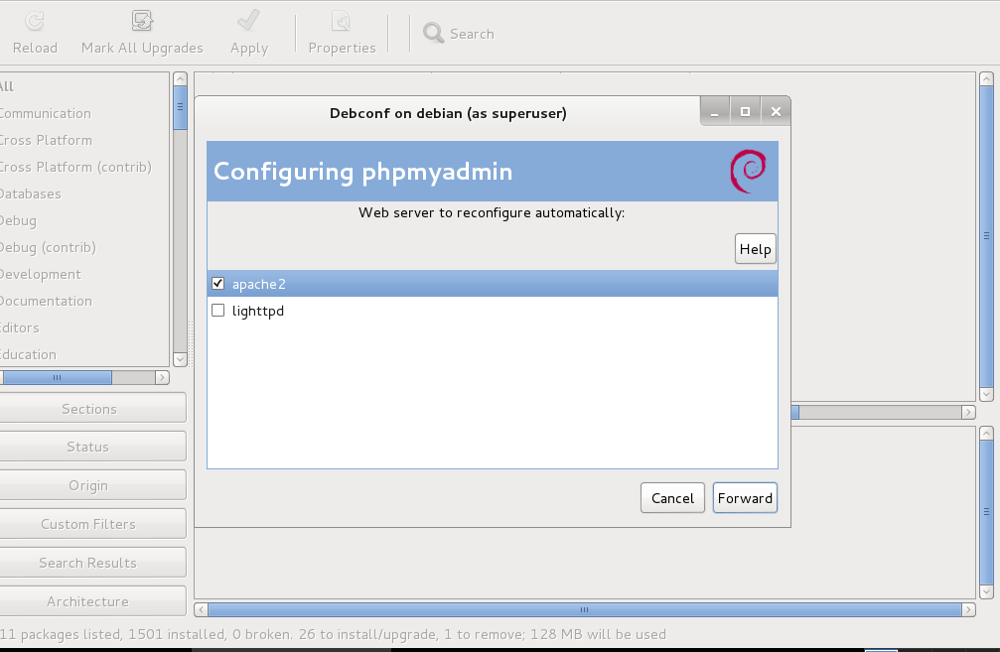 Reload Mark All Upgrades Apply Properties Search
All
Communication
Cross Platform
Cross Platform (contrib)
Databases
Debug
Debug (contrib)
Development
Documentation
Editors
Education
Sections
Status
Origin
Custom Filters
Search Results
Architecture
Debconf on debian (as superuser)
Configuring phpmyadmin
Web server to reconfigure automatically:
Help
apache2
lighttpd
Cancel Forward
11 packages listed, 1501 installed, 0 broken. 26 to install/upgrade, 1 to remove; 128 MB will be used